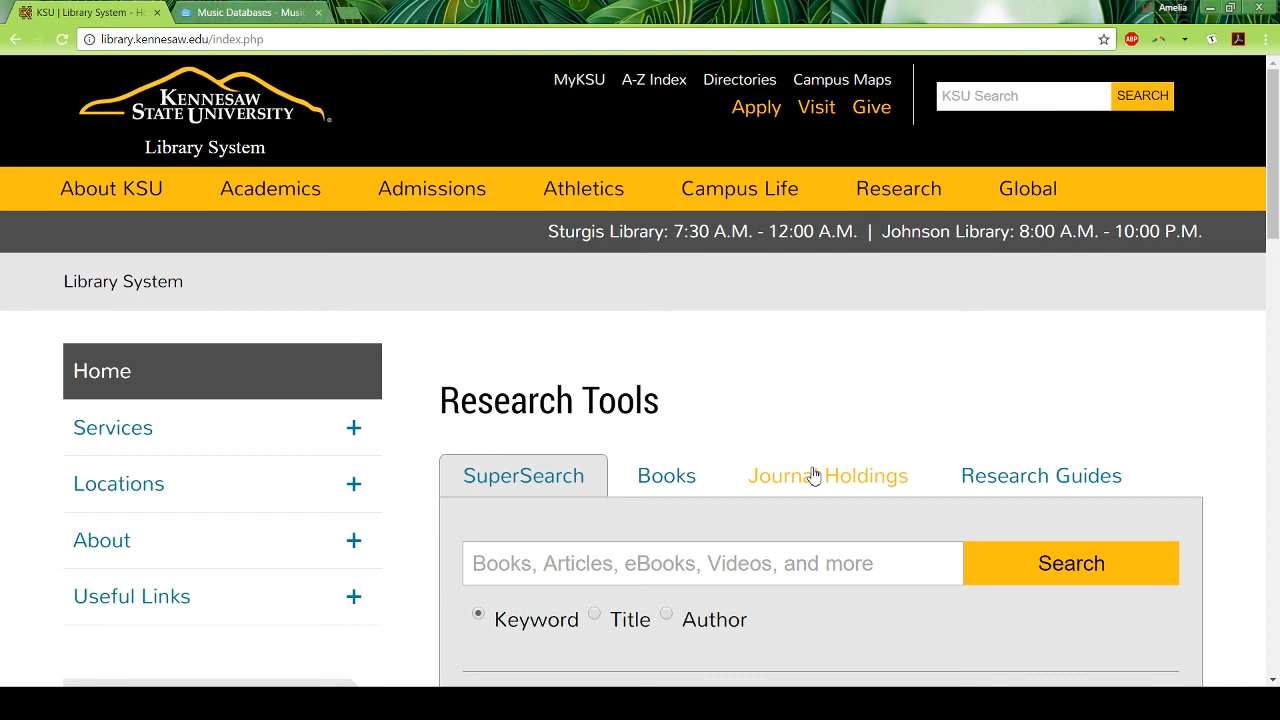 KSU | Library System - Ho
Music Databases - Musi
Amelia
library.kennesaw.edu/index.php
ABP
KENNESAW
STATE UNIVERSITY
Library System
MyKSU A-Z Index Directories Campus Maps
Apply Visit Give
KSU Search SEARCH
About KSU Academics Admissions Athletics Campus Life Research Global
Sturgis Library: 7:30 A.M. - 12:00 A.M. | Johnson Library: 8:00 A.M. - 10:00 P.M.
Library System
Home
Services +
Locations +
About +
Useful Links +
Research Tools
SuperSearch Books Journal Holdings Research Guides
Books, Articles, eBooks, Videos, and more Search
Keyword Title Author